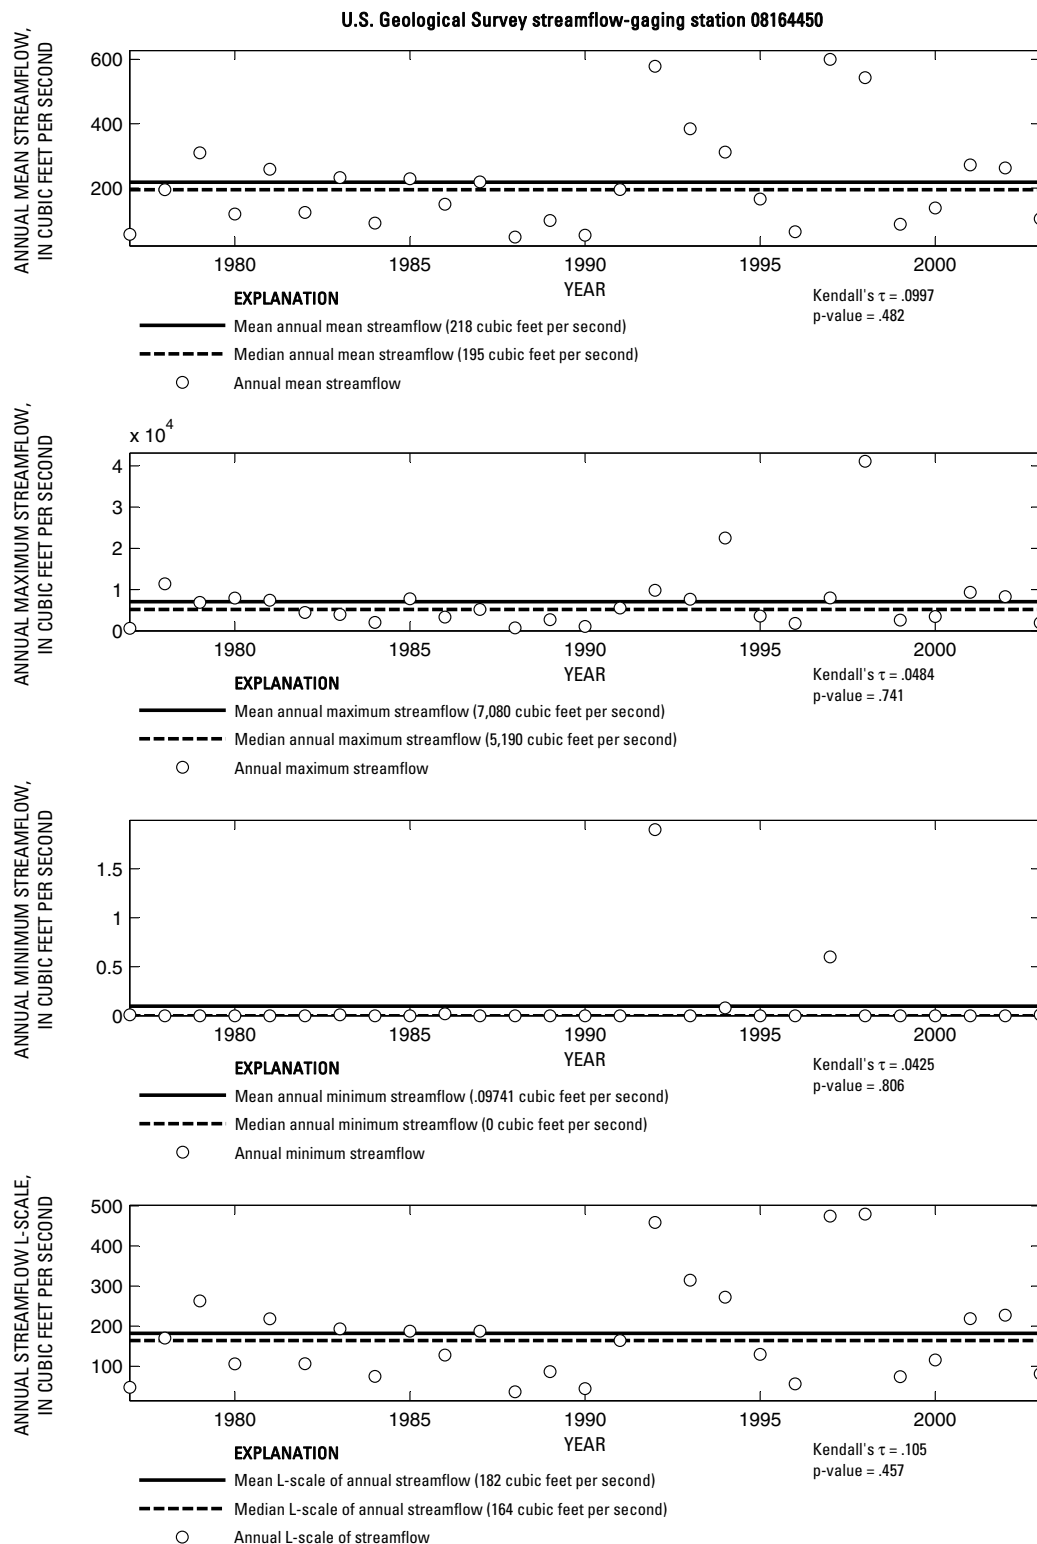 U.S. Geological Survey streamflow-gaging station 08164450
ANNUAL MEAN STREAMFLOW,
IN CUBIC FEET PER SECOND
600
400
200
1980 1985 1990 1995 2000
YEAR
EXPLANATION
Mean annual mean streamflow (218 cubic feet per second)
Median annual mean streamflow (195 cubic feet per second)
Annual mean streamflow
Kendall's τ = .0997
p-value = .482
ANNUAL MAXIMUM STREAMFLOW,
IN CUBIC FEET PER SECOND
x 10^4
4
3
2
1
0
1980 1985 1990 1995 2000
YEAR
EXPLANATION
Mean annual maximum streamflow (7,080 cubic feet per second)
Median annual maximum streamflow (5,190 cubic feet per second)
Annual maximum streamflow
Kendall's τ = .0484
p-value = .741
ANNUAL MINIMUM STREAMFLOW,
IN CUBIC FEET PER SECOND
1.5
1
0.5
0
1980 1985 1990 1995 2000
YEAR
EXPLANATION
Mean annual minimum streamflow (.09741 cubic feet per second)
Median annual minimum streamflow (0 cubic feet per second)
Annual minimum streamflow
Kendall's τ = .0425
p-value = .806
ANNUAL STREAMFLOW L-SCALE,
IN CUBIC FEET PER SECOND
500
400
300
200
100
1980 1985 1990 1995 2000
YEAR
EXPLANATION
Mean L-scale of annual streamflow (182 cubic feet per second)
Median L-scale of annual streamflow (164 cubic feet per second)
Annual L-scale of streamflow
Kendall's τ = .105
p-value = .457